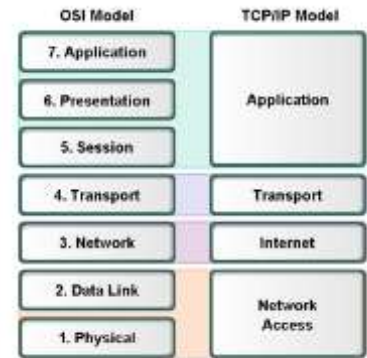 OSI Model TCP/IP Model
7. Application
6. Presentation
Application
5. Session
4. Transport Transport
3. Network Internet
2. Data Link
Network
Access
1. Physical